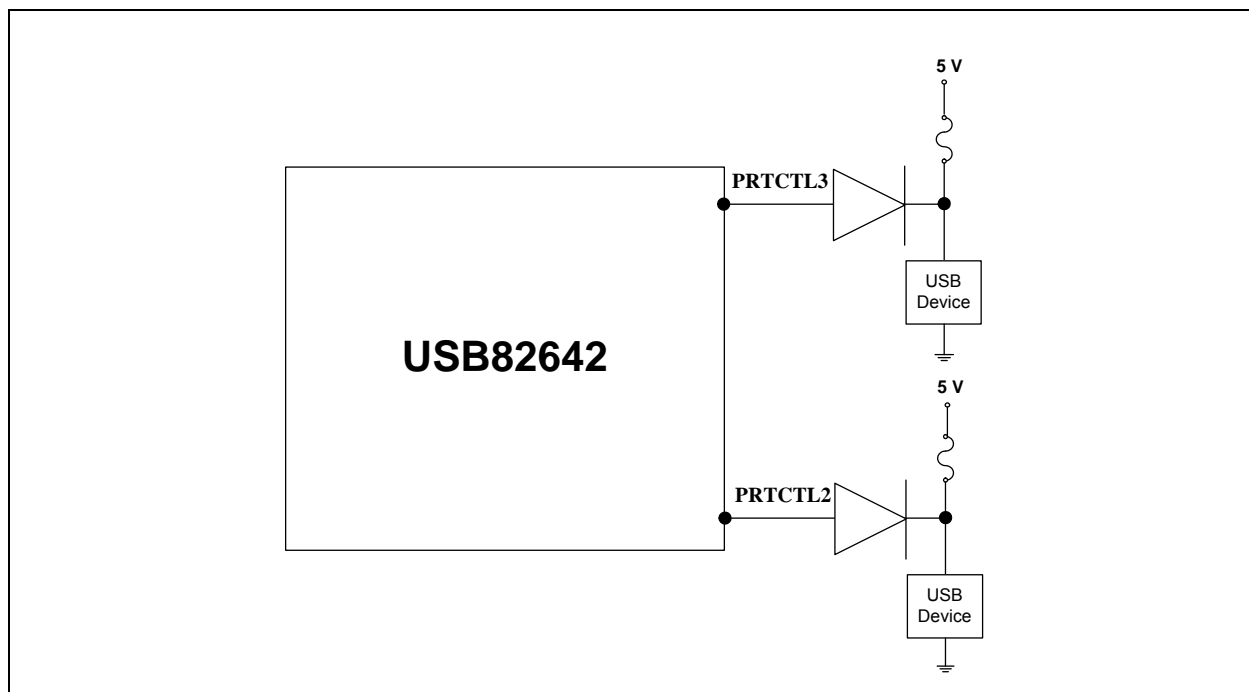 5 V
PRTCTL3
USB
Device
USB82642
5 V
PRTCTL2
USB
Device